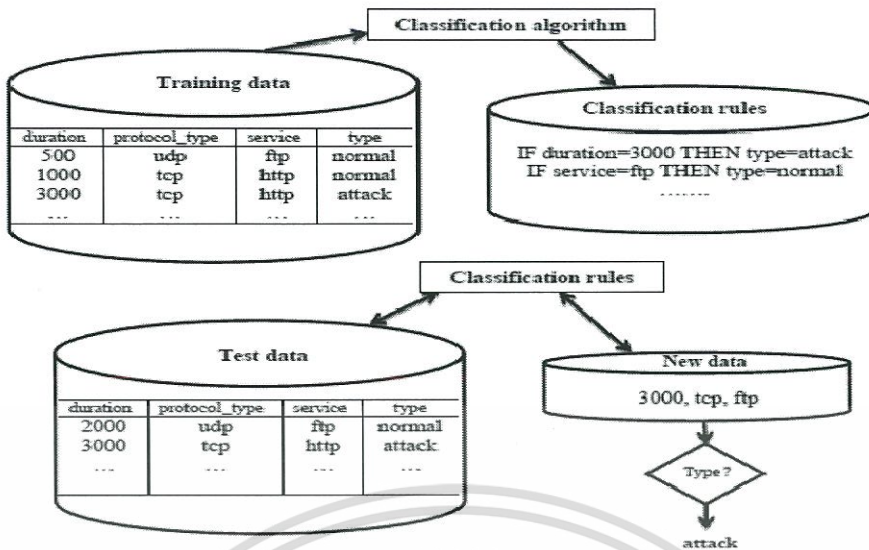 Classification algorithm
Training data
duration protocol_type service type
500 udp ftp normal
1000 tcp http normal
3000 tcp http attack
... ... ... ...
Classification rules
IF duration=3000 THEN type=attack
IF service=ftp THEN type=normal
.......
Classification rules
Test data
duration protocol_type service type
2000 udp ftp normal
3000 tcp http attack
... ... ... ...
New data
3000, tcp, ftp
Type ?
attack